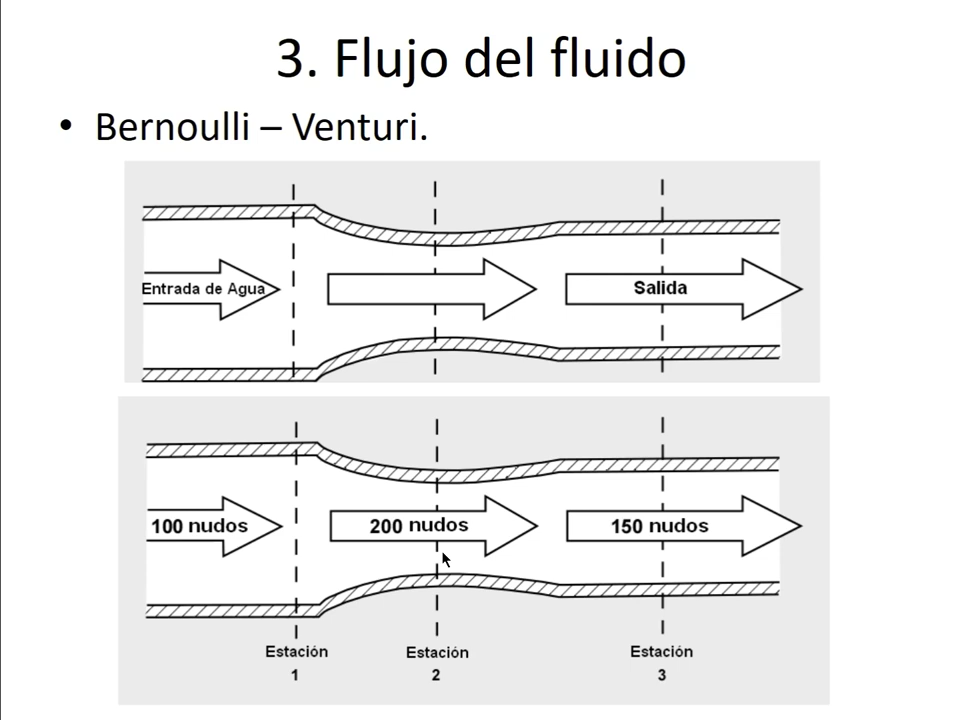 3. Flujo del fluido
• Bernoulli – Venturi.
Entrada de Agua
Salida
100 nudos
200 nudos
150 nudos
Estación
1
Estación
2
Estación
3